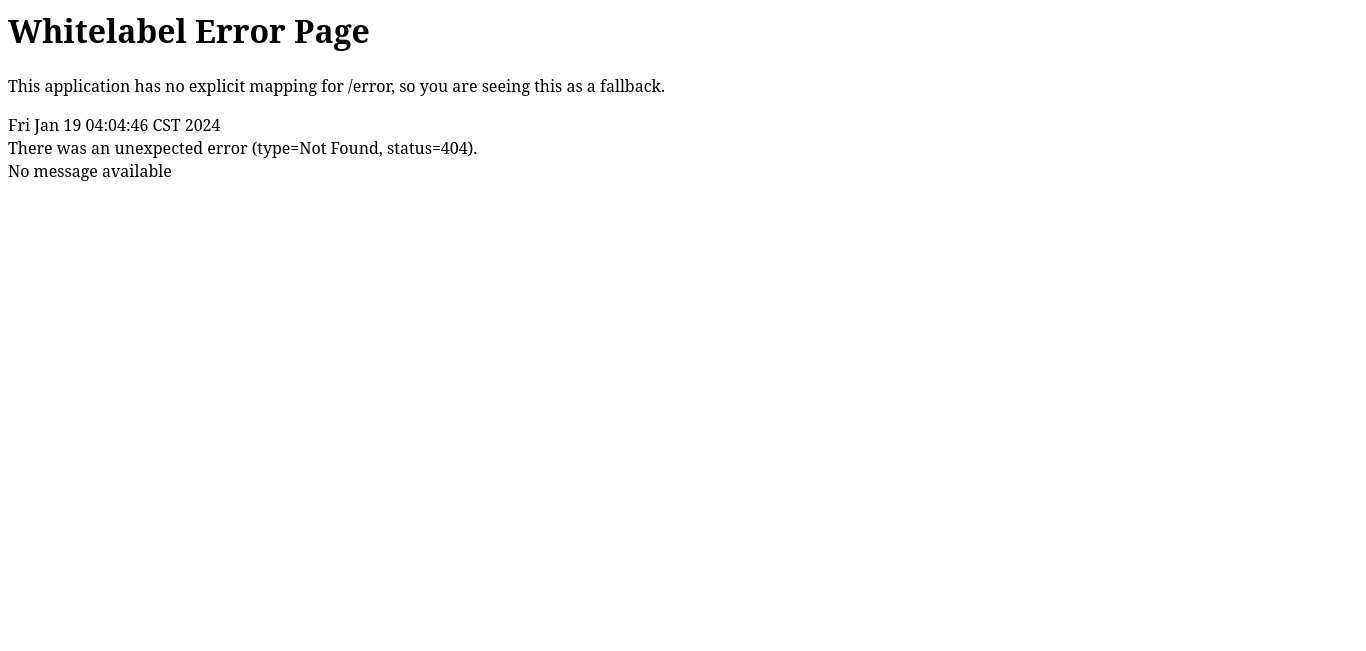 Whitelabel Error Page
This application has no explicit mapping for /error, so you are seeing this as a fallback.
Fri Jan 19 04:04:46 CST 2024
There was an unexpected error (type=Not Found, status=404).
No message available